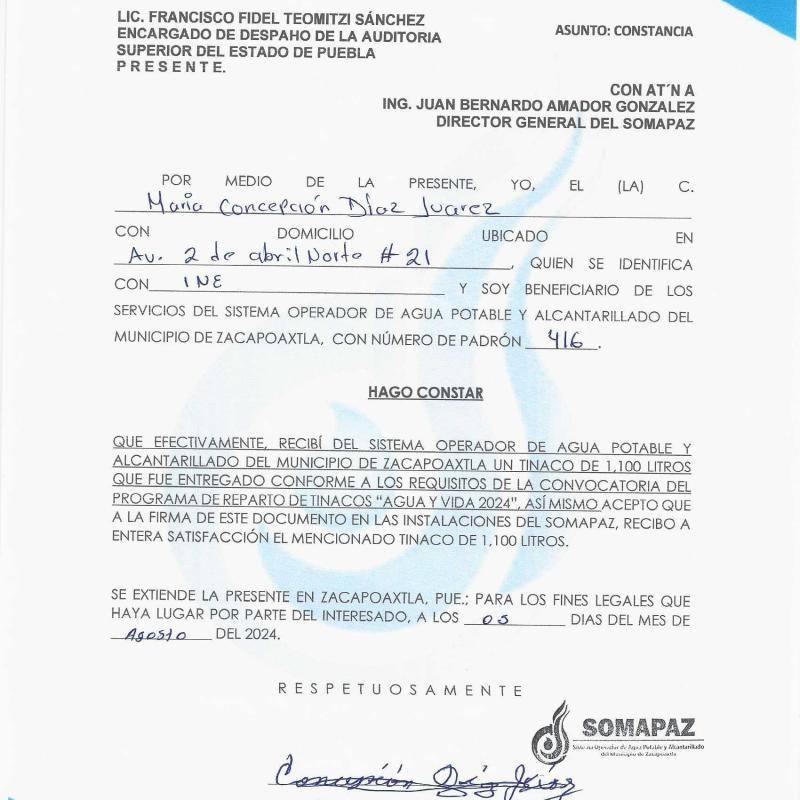 LIC. FRANCISCO FIDEL TEOMITZI SÁNCHEZ
ENCARGADO DE DESPAHO DE LA AUDITORIA
SUPERIOR DEL ESTADO DE PUEBLA
P R E S E N T E.
ASUNTO: CONSTANCIA
CON AT´N A
ING. JUAN BERNARDO AMADOR GONZALEZ
DIRECTOR GENERAL DEL SOMAPAZ
POR MEDIO DE LA PRESENTE, YO, EL (LA) C.
Maria Concepción Díaz Juarez
CON DOMICILIO UBICADO EN
Av. 2 de abril Norte # 21, QUIEN SE IDENTIFICA
CON INE Y SOY BENEFICIARIO DE LOS
SERVICIOS DEL SISTEMA OPERADOR DE AGUA POTABLE Y ALCANTARILLADO DEL
MUNICIPIO DE ZACAPOAXTLA, CON NÚMERO DE PADRÓN 416.
HAGO CONSTAR
QUE EFECTIVAMENTE, RECIBÍ DEL SISTEMA OPERADOR DE AGUA POTABLE Y
ALCANTARILLADO DEL MUNICIPIO DE ZACAPOAXTLA UN TINACO DE 1,100 LITROS
QUE FUE ENTREGADO CONFORME A LOS REQUISITOS DE LA CONVOCATORIA DEL
PROGRAMA DE REPARTO DE TINACOS “AGUA Y VIDA 2024”, ASÍ MISMO ACEPTO QUE
A LA FIRMA DE ESTE DOCUMENTO EN LAS INSTALACIONES DEL SOMAPAZ, RECIBO A
ENTERA SATISFACCIÓN EL MENCIONADO TINACO DE 1,100 LITROS.
SE EXTIENDE LA PRESENTE EN ZACAPOAXTLA, PUE.; PARA LOS FINES LEGALES QUE
HAYA LUGAR POR PARTE DEL INTERESADO, A LOS 05 DIAS DEL MES DE
Agosto DEL 2024.
R E S P E T U O S A M E N T E
SOMAPAZ
Sistema Operador de Agua Potable y Alcantarillado
del Municipio de Zacapoaxtla
Concepción